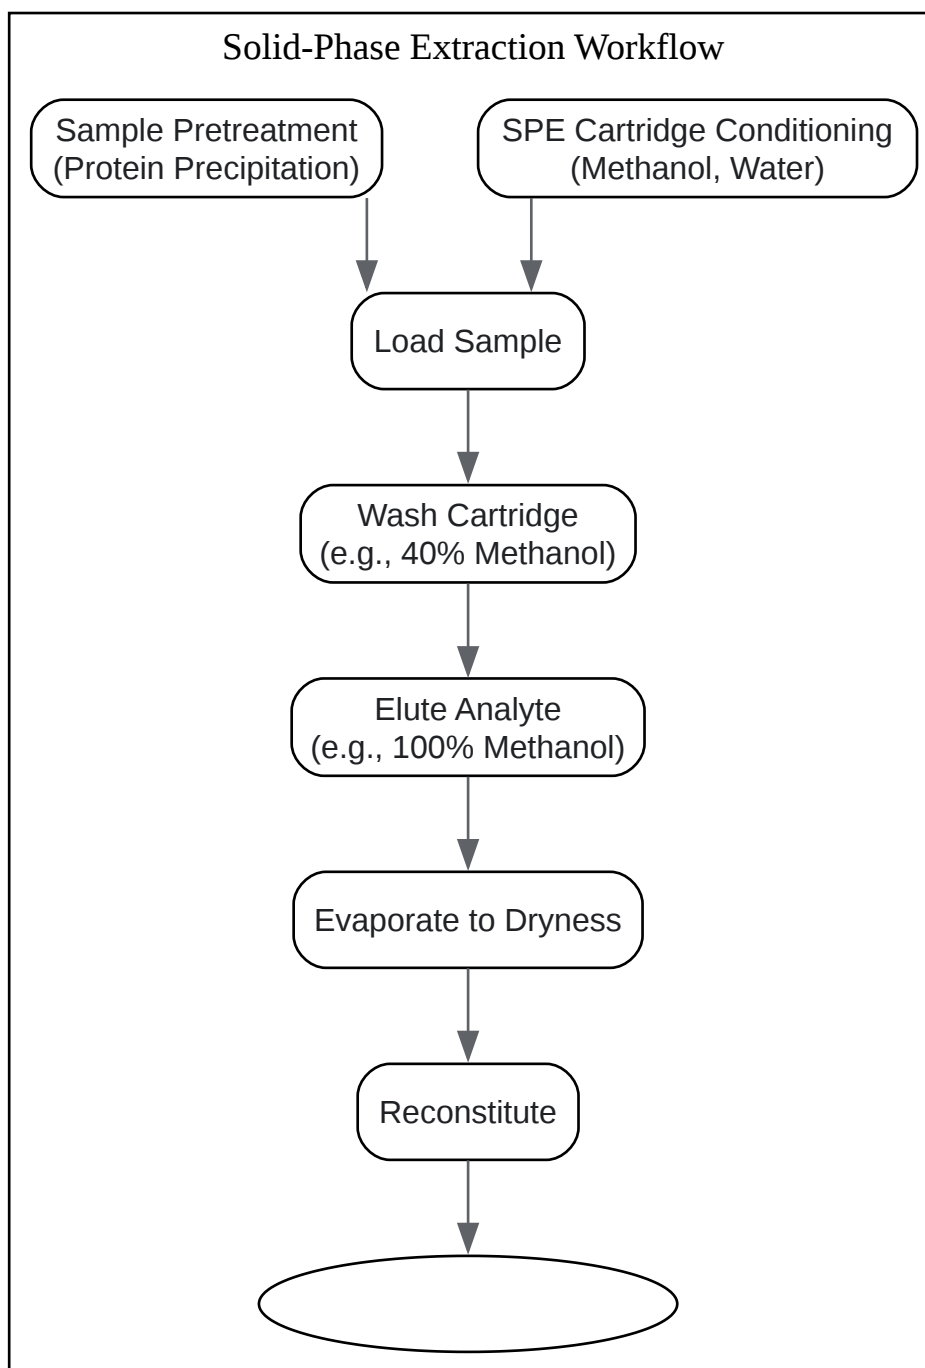 Solid-Phase Extraction Workflow
Sample Pretreatment
(Protein Precipitation)
SPE Cartridge Conditioning
(Methanol, Water)
Load Sample
Wash Cartridge
(e.g., 40% Methanol)
Elute Analyte
(e.g., 100% Methanol)
Evaporate to Dryness
Reconstitute